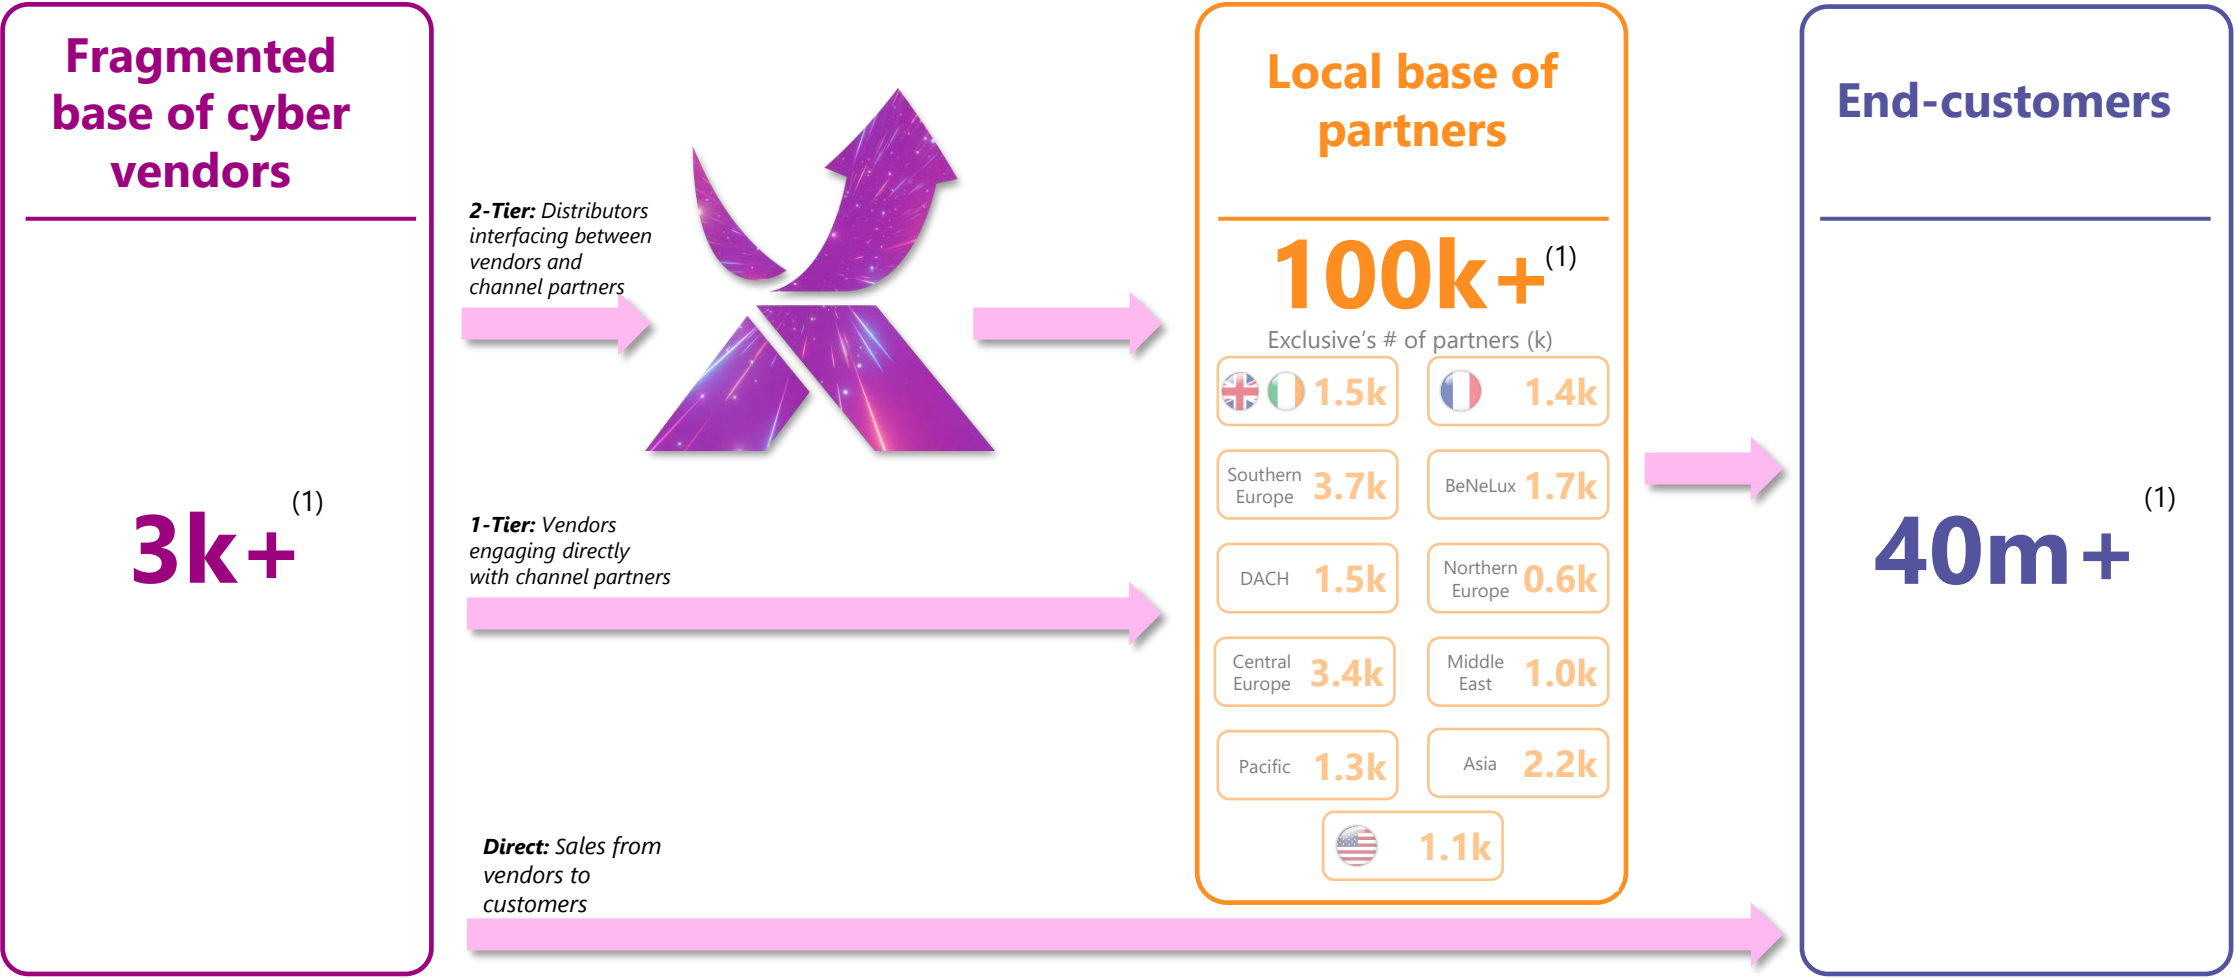 Fragmented
base of cyber
vendors
3k+
(1)
2-Tier: Distributors
interfacing between
vendors and
channel partners
1-Tier: Vendors
engaging directly
with channel partners
Direct: Sales from
vendors to
customers
Local base of
partners
100k+(1)
Exclusive’s # of partners (k)
1.5k
1.4k
Southern
Europe
3.7k
BeNeLux
1.7k
DACH
1.5k
Northern
Europe
0.6k
Central
Europe
3.4k
Middle
East
1.0k
Pacific
1.3k
Asia
2.2k
1.1k
End-customers
40m+
(1)